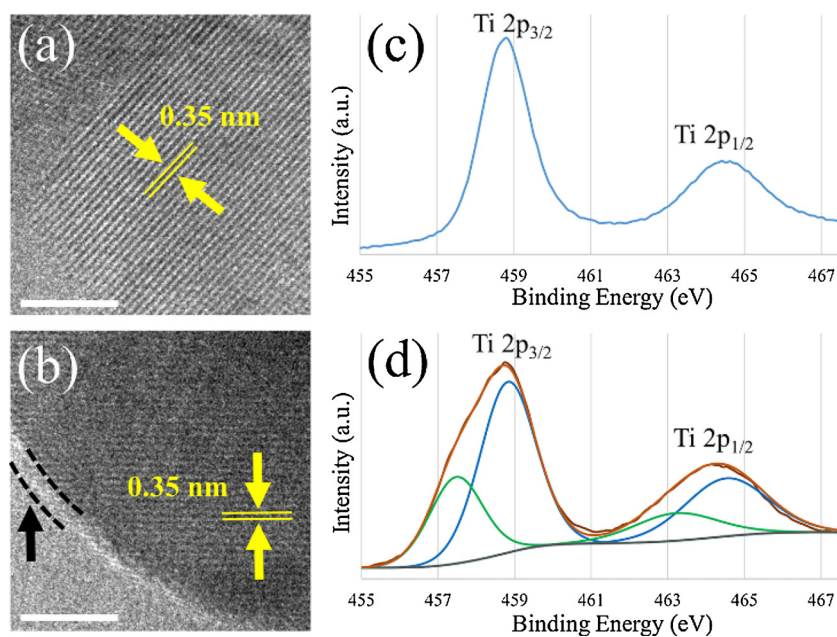 (a)
0.35 nm
(b)
0.35 nm
(c)
Ti 2p3/2
Ti 2p1/2
Intensity (a.u.)
455 457 459 461 463 465 467
Binding Energy (eV)
(d)
Ti 2p3/2
Ti 2p1/2
Intensity (a.u.)
455 457 459 461 463 465 467
Binding Energy (eV)